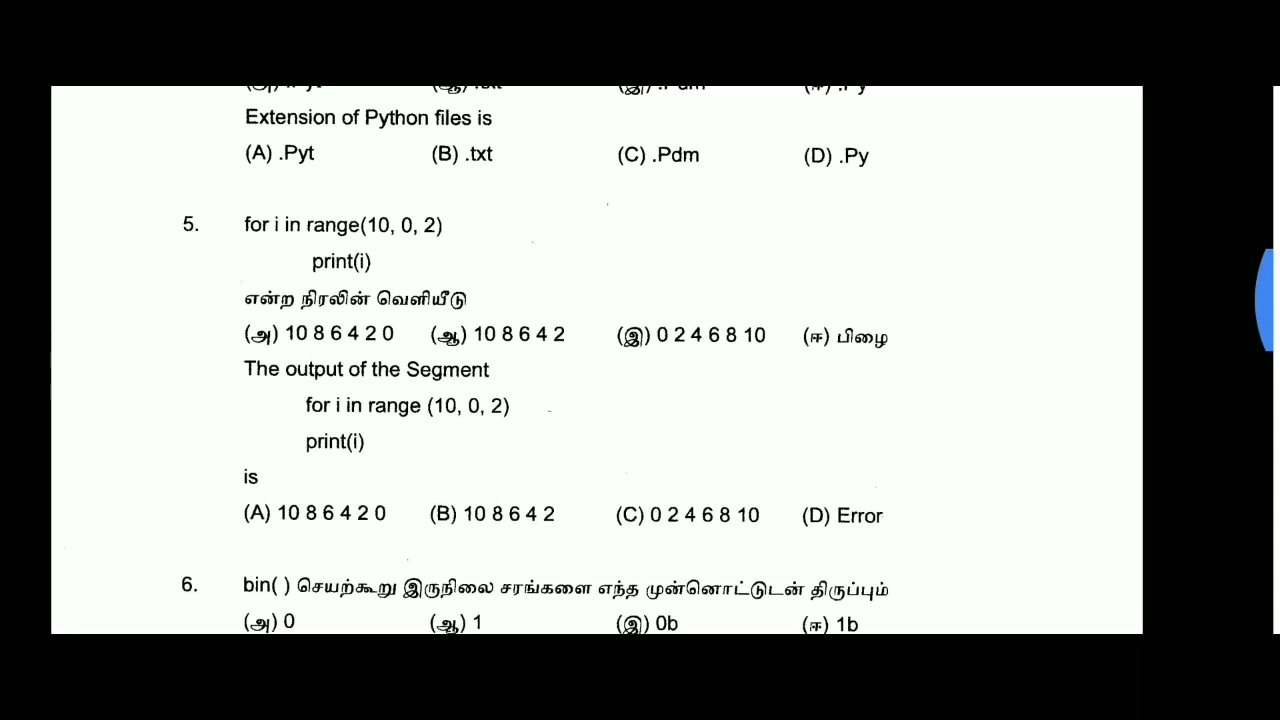 Extension of Python files is
(A) .Pyt (B) .txt (C) .Pdm (D) .Py
5. for i in range(10, 0, 2)
print(i)
என்ற நிரலின் வெளியீடு
(அ) 10 8 6 4 2 0 (ஆ) 10 8 6 4 2 (இ) 0 2 4 6 8 10 (ஈ) பிழை
The output of the Segment
for i in range (10, 0, 2)
print(i)
is
(A) 10 8 6 4 2 0 (B) 10 8 6 4 2 (C) 0 2 4 6 8 10 (D) Error
6. bin( ) செயற்கூறு இருநிலை சரங்களை எந்த முன்னொட்டுடன் திருப்பும்
(அ) 0 (ஆ) 1 (இ) 0b (ஈ) 1b